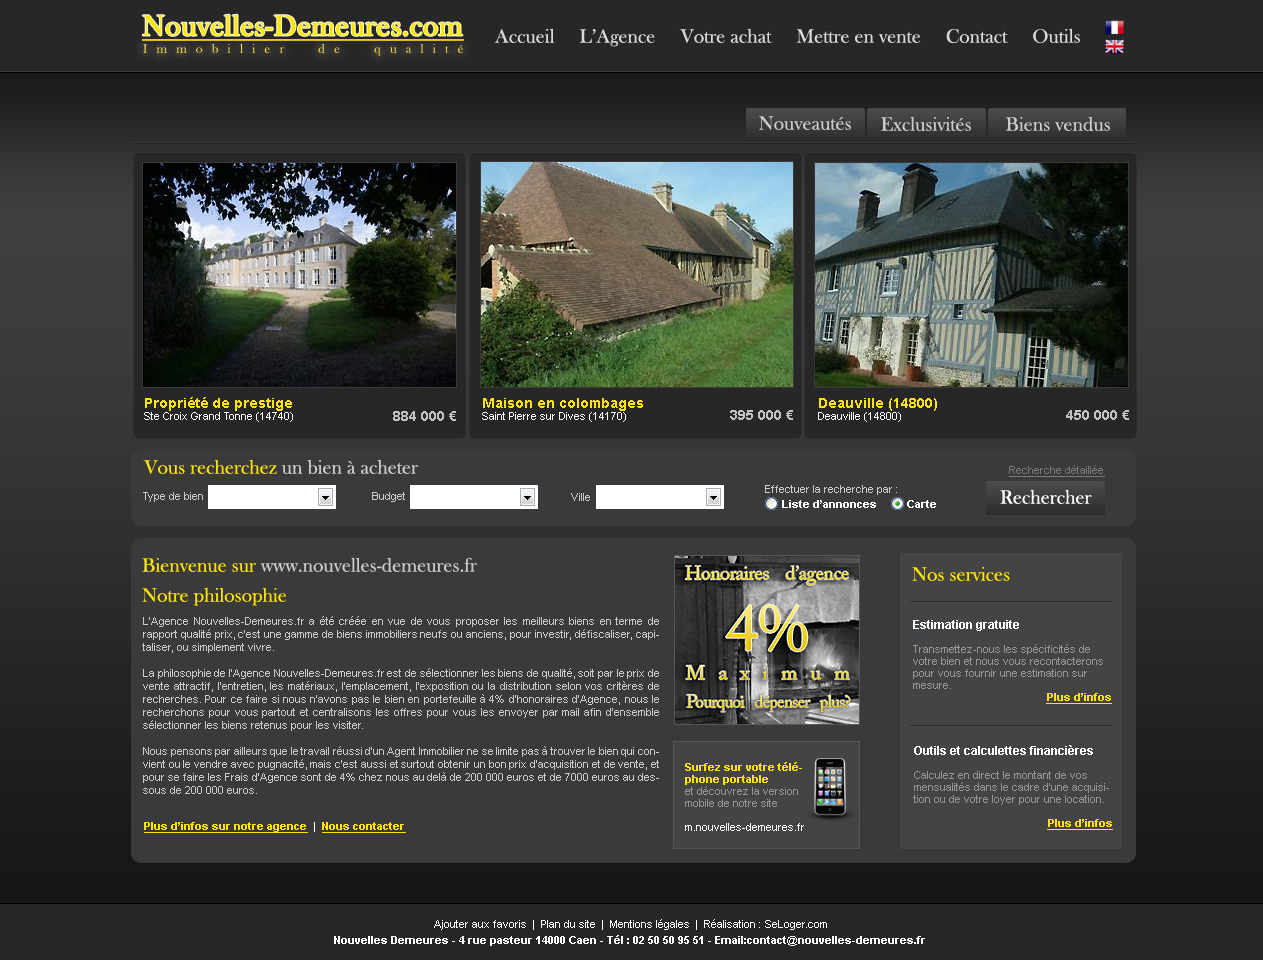 Nouvelles-Demeures.com
Immobilier de qualité
Accueil L'Agence Votre achat Mettre en vente Contact Outils
Nouveautés Exclusivités Biens vendus
Propriété de prestige
Ste Croix Grand Tonne (14740)
884 000 €
Maison en colombages
Saint Pierre sur Dives (14170)
395 000 €
Deauville (14800)
Deauville (14800)
450 000 €
Vous recherchez un bien à acheter
Type de bien
Budget
Ville
Effectuer la recherche par :
Liste d'annonces Carte
Recherche détaillée
Rechercher
Bienvenue sur www.nouvelles-demeures.fr
Notre philosophie
L'Agence Nouvelles-Demeures.fr a été créée en vue de vous proposer les meilleurs biens en terme de
rapport qualité prix, c'est une gamme de biens immobiliers neufs ou anciens, pour investir, défiscaliser, capi-
taliser, ou simplement vivre.
La philosophie de l'Agence Nouvelles-Demeures.fr est de sélectionner les biens de qualité, soit par le prix de
vente attractif, l'entretien, les matériaux, l'emplacement, l'exposition ou la distribution selon vos critères de
recherches. Pour ce faire si nous n'avons pas le bien en portefeuille à 4% d'honoraires d'Agence, nous le
recherchons pour vous partout et centralisons les offres pour vous les envoyer par mail afin d'ensemble
sélectionner les biens retenus pour les visiter.
Nous pensons par ailleurs que le travail réussi d'un Agent Immobilier ne se limite pas à trouver le bien qui con-
vient ou le vendre avec pugnacité, mais c'est aussi et surtout obtenir un bon prix d'acquisition et de vente, et
pour se faire les Frais d'Agence sont de 4% chez nous au delà de 200 000 euros et de 7000 euros au des-
sous de 200 000 euros.
Plus d'infos sur notre agence | Nous contacter
Honoraires d'agence
4%
Maximum
Pourquoi dépenser plus?
Surfez sur votre télé-
phone portable
et découvrez la version
mobile de notre site
m.nouvelles-demeures.fr
Nos services
Estimation gratuite
Transmettez-nous les spécificités de
votre bien et nous vous recontacterons
pour vous fournir une estimation sur
mesure.
Plus d'infos
Outils et calculettes financières
Calculez en direct le montant de vos
mensualités dans le cadre d'une acquisi-
tion ou de votre loyer pour une location.
Plus d'infos
Ajouter aux favoris | Plan du site | Mentions légales | Réalisation : SeLoger.com
Nouvelles Demeures - 4 rue pasteur 14000 Caen - Tél : 02 50 50 95 51 - Email:contact@nouvelles-demeures.fr